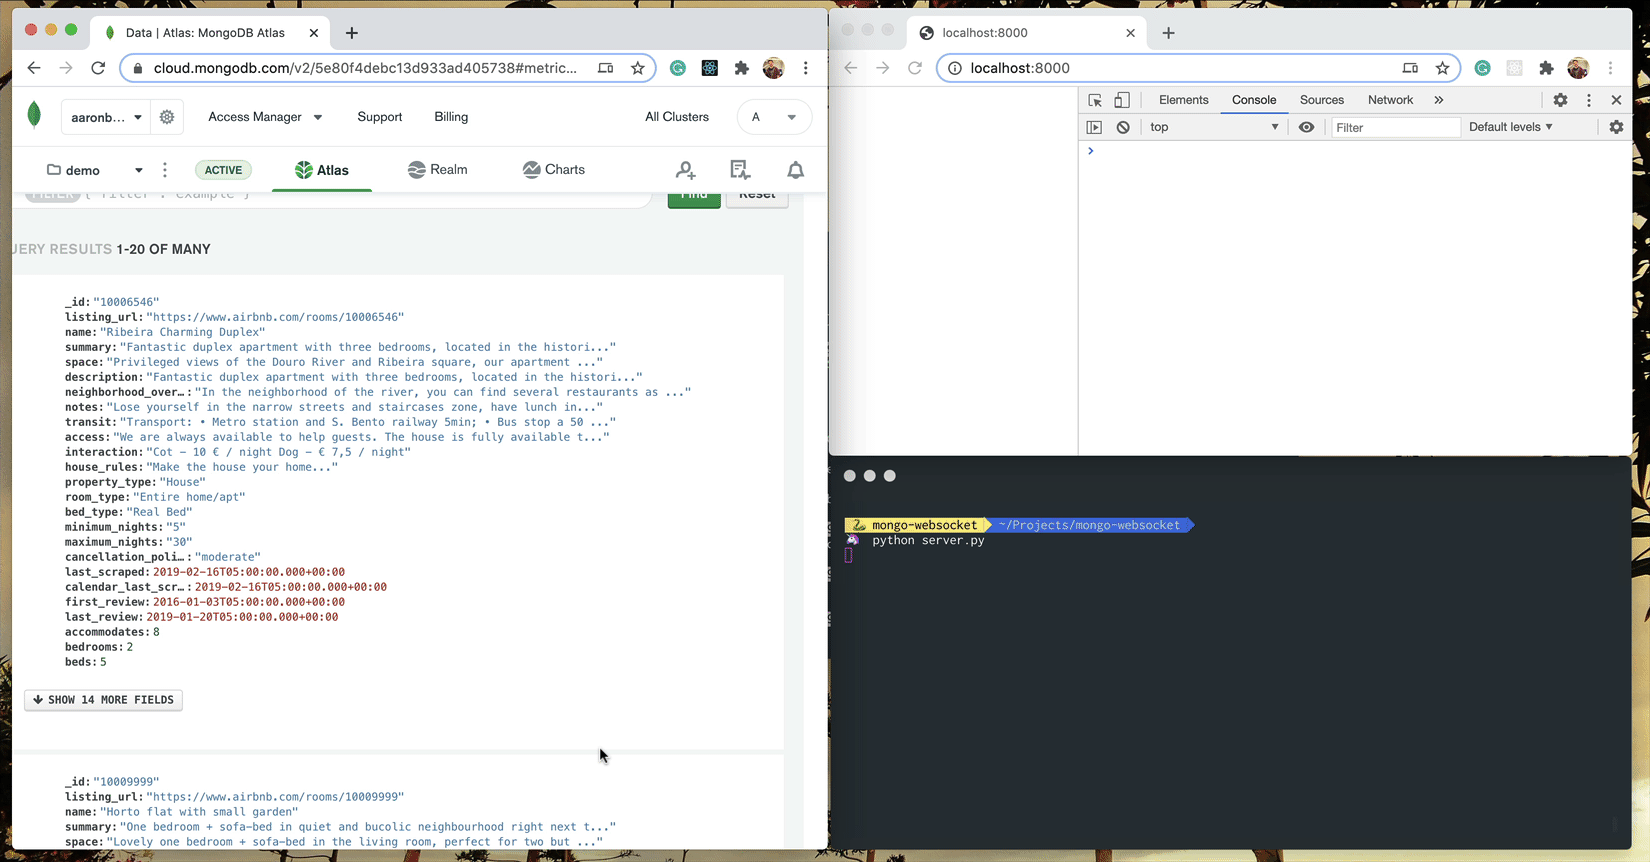 Data | Atlas: MongoDB Atlas
cloud.mongodb.com/v2/5e80f4debc13d933ad405738#metric...
aaronb...
Access Manager
Support
Billing
All Clusters
A
demo
ACTIVE
Atlas
Realm
Charts
FILTER { filter : example }
Find
Reset
UERY RESULTS 1-20 OF MANY
_id: "10006546"
listing_url: "https://www.airbnb.com/rooms/10006546"
name: "Ribeira Charming Duplex"
summary: "Fantastic duplex apartment with three bedrooms, located in the histori..."
space: "Privileged views of the Douro River and Ribeira square, our apartment ..."
description: "Fantastic duplex apartment with three bedrooms, located in the histori..."
neighborhood_over…: "In the neighborhood of the river, you can find several restaurants as ..."
notes: "Lose yourself in the narrow streets and staircases zone, have lunch in..."
transit: "Transport: • Metro station and S. Bento railway 5min; • Bus stop a 50 ..."
access: "We are always available to help guests. The house is fully available t..."
interaction: "Cot - 10 € / night Dog - € 7,5 / night"
house_rules: "Make the house your home..."
property_type: "House"
room_type: "Entire home/apt"
bed_type: "Real Bed"
minimum_nights: "5"
maximum_nights: "30"
cancellation_poli…: "moderate"
last_scraped: 2019-02-16T05:00:00.000+00:00
calendar_last_scr…: 2019-02-16T05:00:00.000+00:00
first_review: 2016-01-03T05:00:00.000+00:00
last_review: 2019-01-20T05:00:00.000+00:00
accommodates: 8
bedrooms: 2
beds: 5
SHOW 14 MORE FIELDS
_id: "10009999"
listing_url: "https://www.airbnb.com/rooms/10009999"
name: "Horto flat with small garden"
summary: "One bedroom + sofa-bed in quiet and bucolic neighbourhood right next t..."
space: "Lovely one bedroom + sofa-bed in the living room, perfect for two but ..."
localhost:8000
localhost:8000
Elements
Console
Sources
Network
top
Filter
Default levels
mongo-websocket ~/Projects/mongo-websocket
python server.py